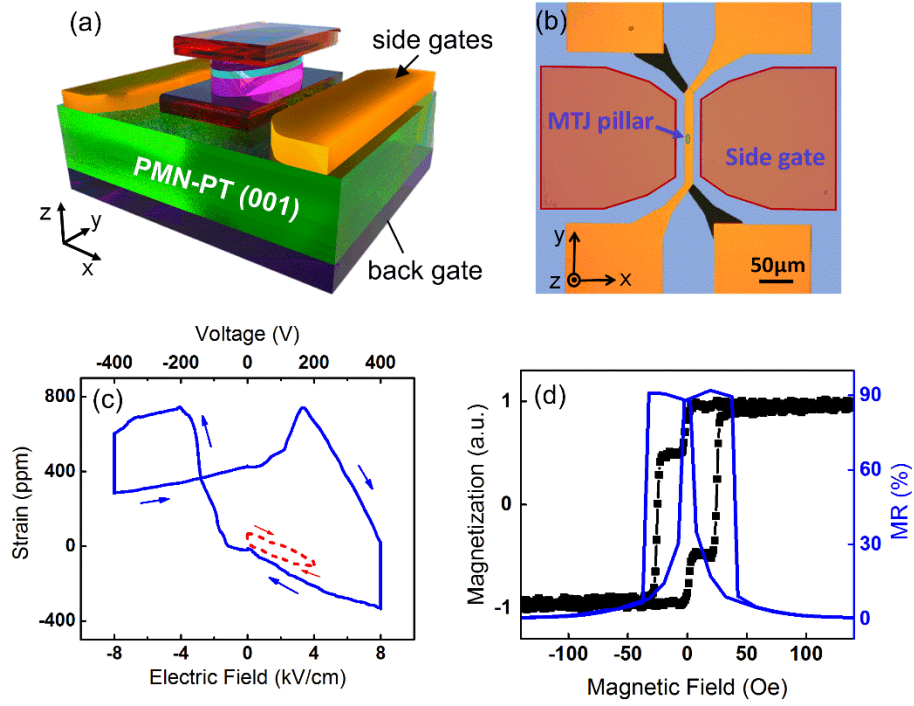 (a)
side gates
PMN-PT (001)
back gate
z
y
x
(b)
MTJ pillar
Side gate
y
z
x
50μm
Voltage (V)
-400 -200 0 200 400
(c)
800
400
0
-400
Strain (ppm)
-8 -4 0 4 8
Electric Field (kV/cm)
(d)
1
0
-1
Magnetization (a.u.)
90
60
30
0
MR (%)
-100 -50 0 50 100
Magnetic Field (Oe)